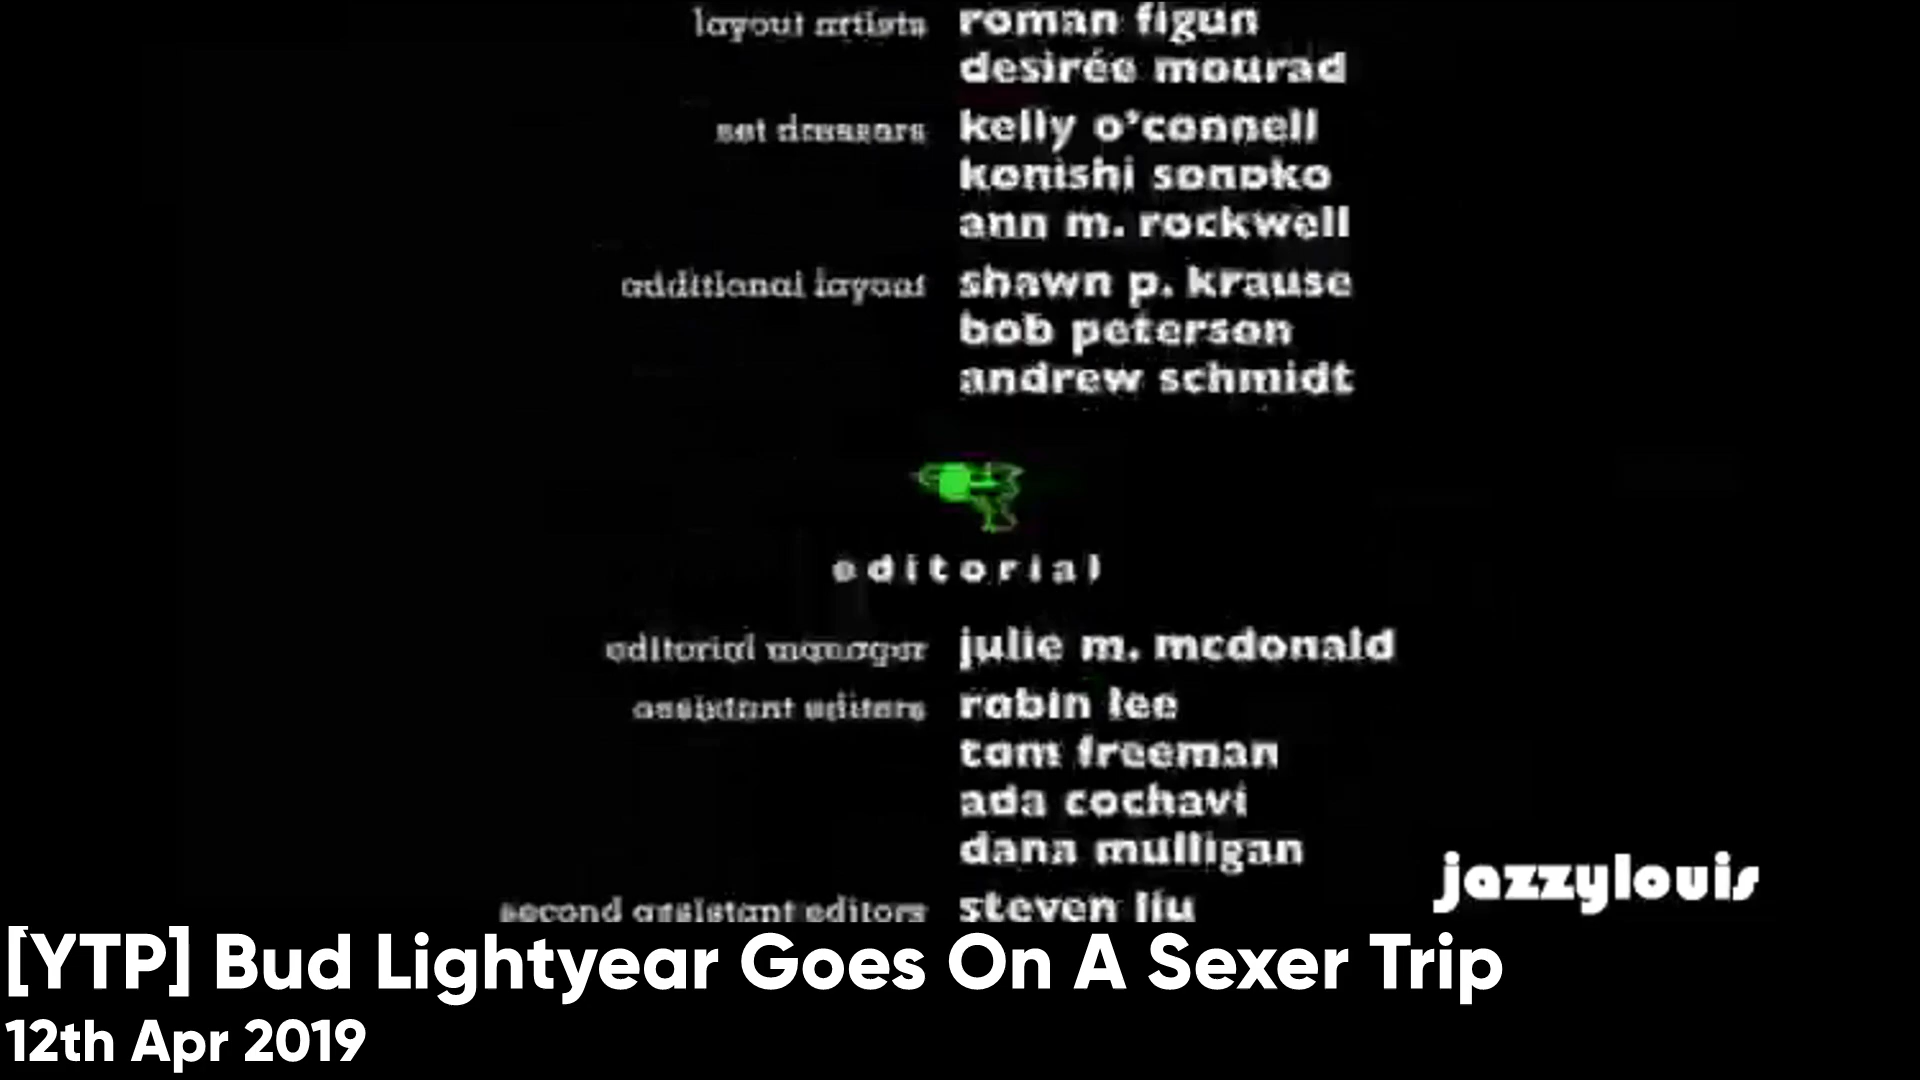 layout artists roman figun
desirée mourad
set dressers kelly o'connell
konishi sonoko
ann m. rockwell
additional layout shawn p. krause
bob peterson
andrew schmidt
editorial
editorial manager julie m. mcdonald
assistant editors robin lee
tom freeman
ada cochavi
dana mulligan
second assistant editors steven liu
jazzylouis
[YTP] Bud Lightyear Goes On A Sexer Trip
12th Apr 2019